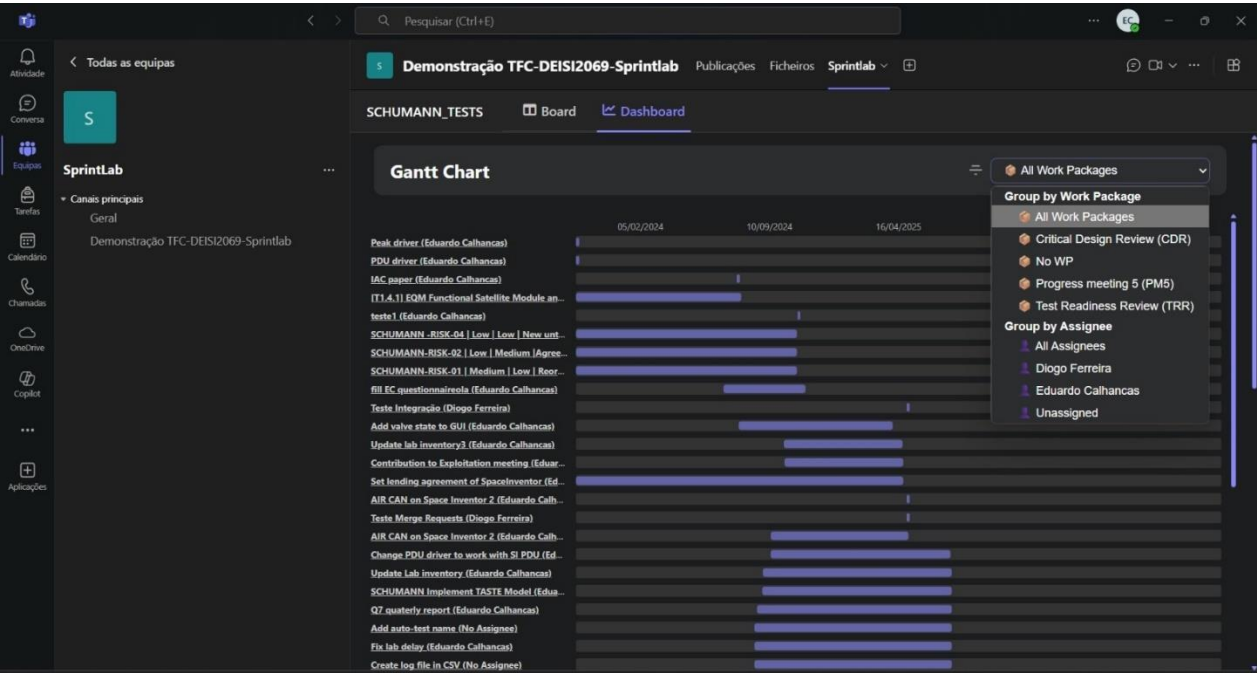 Pesquisar (Ctrl+E)
EC
Atividade
Conversa
Equipas
Tarefas
Calendário
Chamadas
OneDrive
Copilot
Aplicações
Todas as equipas
S
SprintLab
Canais principais
Geral
Demonstração TFC-DEISI2069-Sprintlab
S Demonstração TFC-DEISI2069-Sprintlab Publicações Ficheiros Sprintlab
SCHUMANN_TESTS Board Dashboard
Gantt Chart
All Work Packages
Group by Work Package
All Work Packages
Critical Design Review (CDR)
No WP
Progress meeting 5 (PM5)
Test Readiness Review (TRR)
Group by Assignee
All Assignees
Diogo Ferreira
Eduardo Calhancas
Unassigned
05/02/2024 10/09/2024 16/04/2025
Peak driver (Eduardo Calhancas)
PDU driver (Eduardo Calhancas)
IAC paper (Eduardo Calhancas)
[T1.4.1] EQM Functional Satellite Module an...
teste1 (Eduardo Calhancas)
SCHUMANN -RISK-04 | Low | Low | New unt...
SCHUMANN-RISK-02 | Low | Medium |Agree...
SCHUMANN-RISK-01 | Medium | Low | Reor...
fill EC questionnaireola (Eduardo Calhancas)
Teste Integração (Diogo Ferreira)
Add valve state to GUI (Eduardo Calhancas)
Update lab inventory3 (Eduardo Calhancas)
Contribution to Exploitation meeting (Eduar...
Set lending agreement of SpaceInventor (Ed...
AIR CAN on Space Inventor 2 (Eduardo Calh...
Teste Merge Requests (Diogo Ferreira)
AIR CAN on Space Inventor 2 (Eduardo Calh...
Change PDU driver to work with SI PDU (Ed...
Update Lab inventory (Eduardo Calhancas)
SCHUMANN Implement TASTE Model (Edua...
Q7 quaterly report (Eduardo Calhancas)
Add auto-test name (No Assignee)
Fix lab delay (Eduardo Calhancas)
Create log file in CSV (No Assignee)